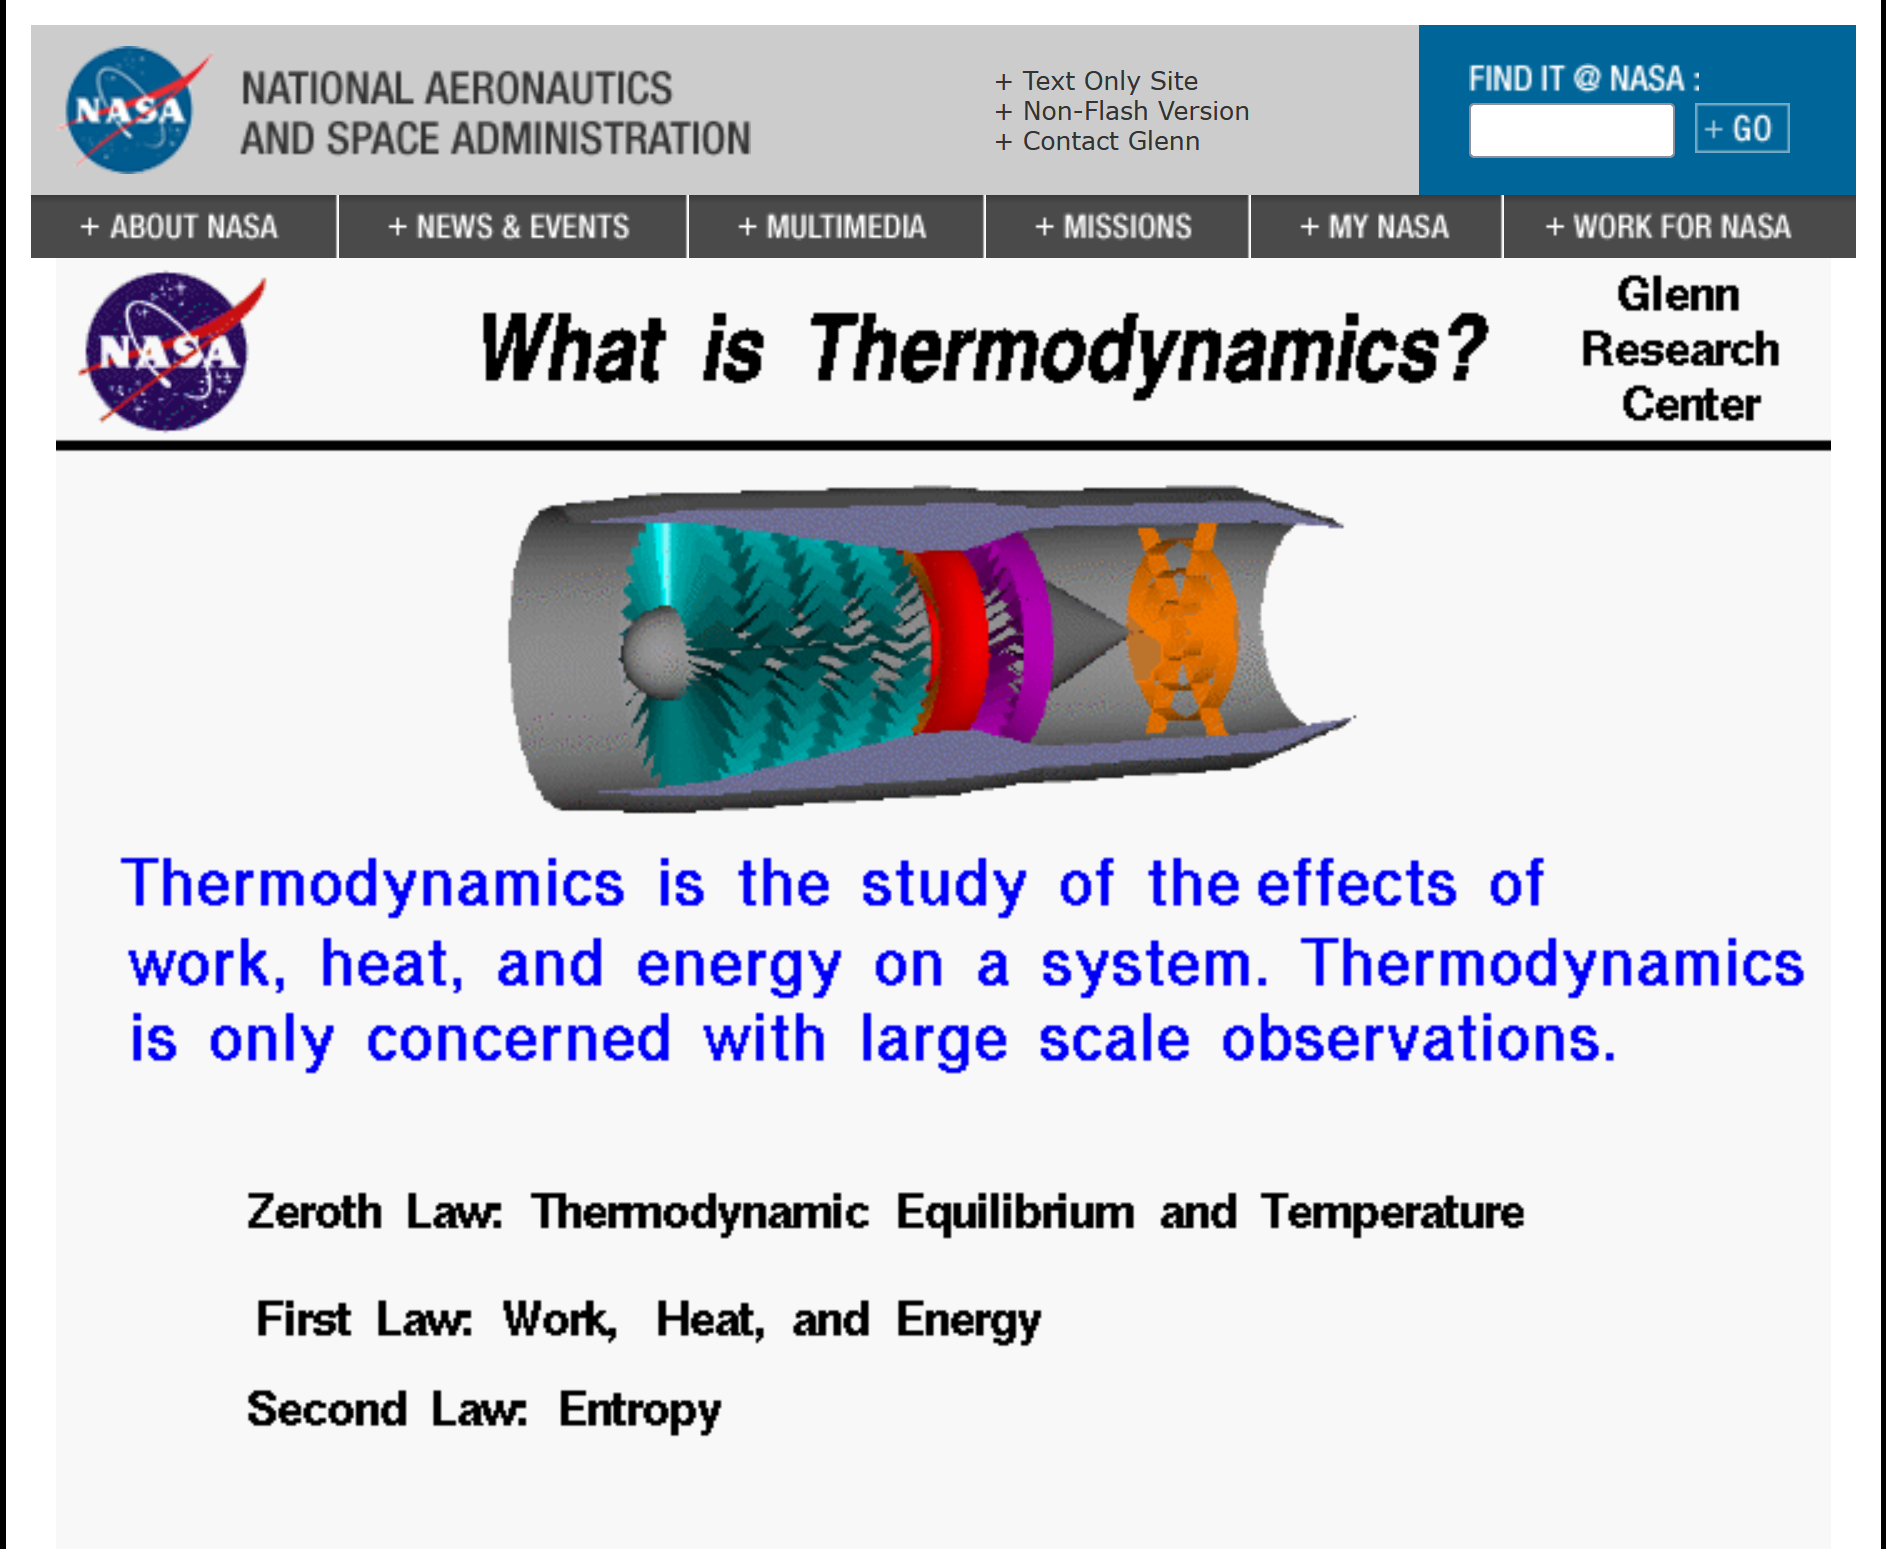 NASA
NATIONAL AERONAUTICS
AND SPACE ADMINISTRATION
+ Text Only Site
+ Non-Flash Version
+ Contact Glenn
FIND IT @ NASA :
+ GO
+ ABOUT NASA
+ NEWS & EVENTS
+ MULTIMEDIA
+ MISSIONS
+ MY NASA
+ WORK FOR NASA
NASA
What is Thermodynamics?
Glenn
Research
Center
Thermodynamics is the study of the effects of
work, heat, and energy on a system. Thermodynamics
is only concerned with large scale observations.
Zeroth Law: Thermodynamic Equilibrium and Temperature
First Law: Work, Heat, and Energy
Second Law: Entropy